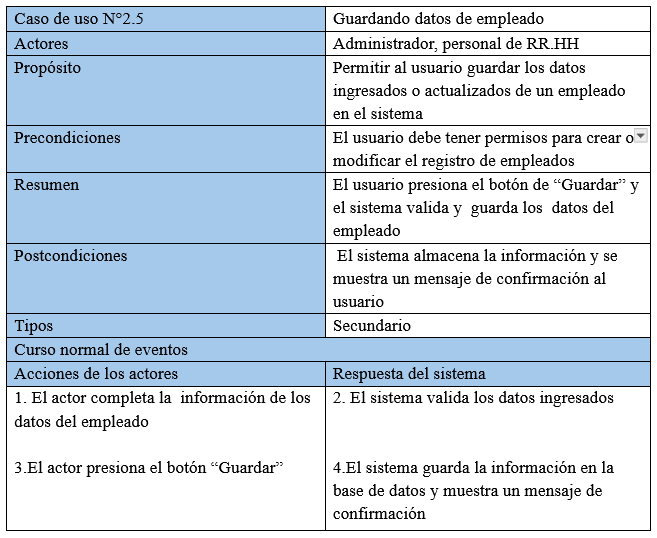 Caso de uso N°2.5
Guardando datos de empleado
Actores
Administrador, personal de RR.HH
Propósito
Permitir al usuario guardar los datos
ingresados o actualizados de un empleado
en el sistema
Precondiciones
El usuario debe tener permisos para crear o
modificar el registro de empleados
Resumen
El usuario presiona el botón de “Guardar” y
el sistema valida y guarda los datos del
empleado
Postcondiciones
El sistema almacena la información y se
muestra un mensaje de confirmación al
usuario
Tipos
Secundario
Curso normal de eventos
Acciones de los actores
Respuesta del sistema
1. El actor completa la información de los
datos del empleado
2. El sistema valida los datos ingresados
3.El actor presiona el botón “Guardar”
4.El sistema guarda la información en la
base de datos y muestra un mensaje de
confirmación